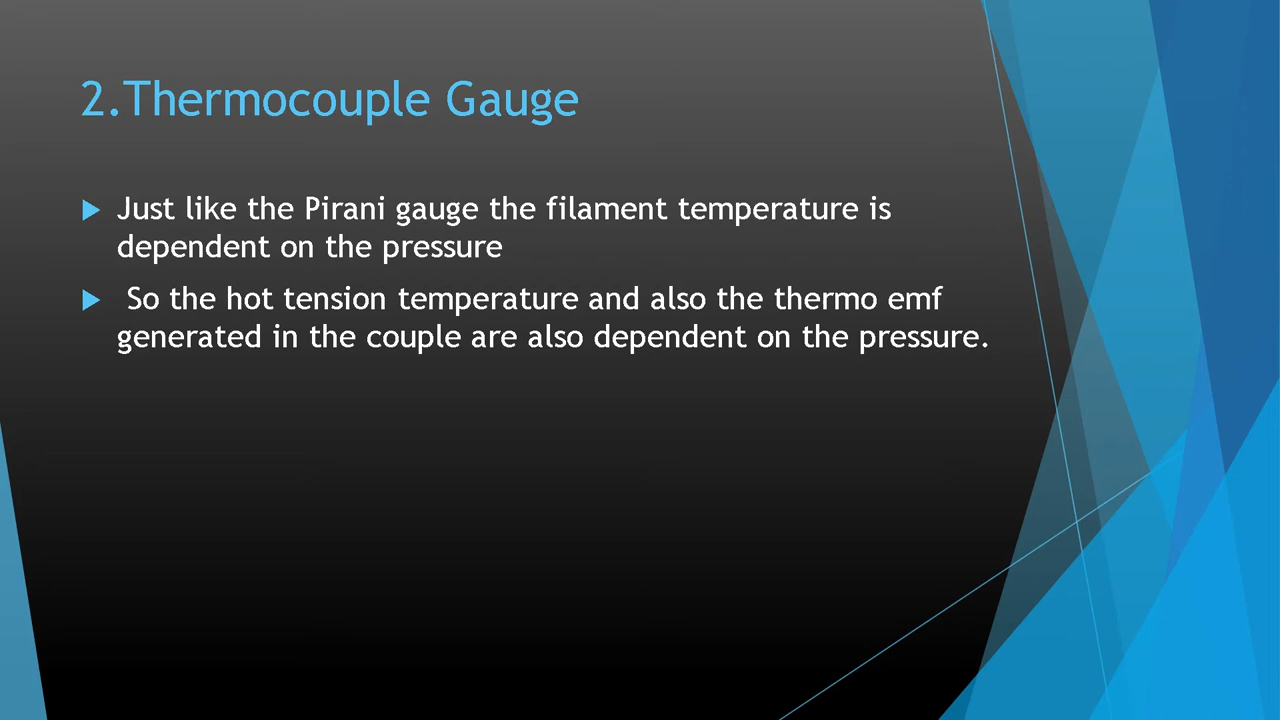 2.Thermocouple Gauge
Just like the Pirani gauge the filament temperature is
dependent on the pressure
So the hot tension temperature and also the thermo emf
generated in the couple are also dependent on the pressure.